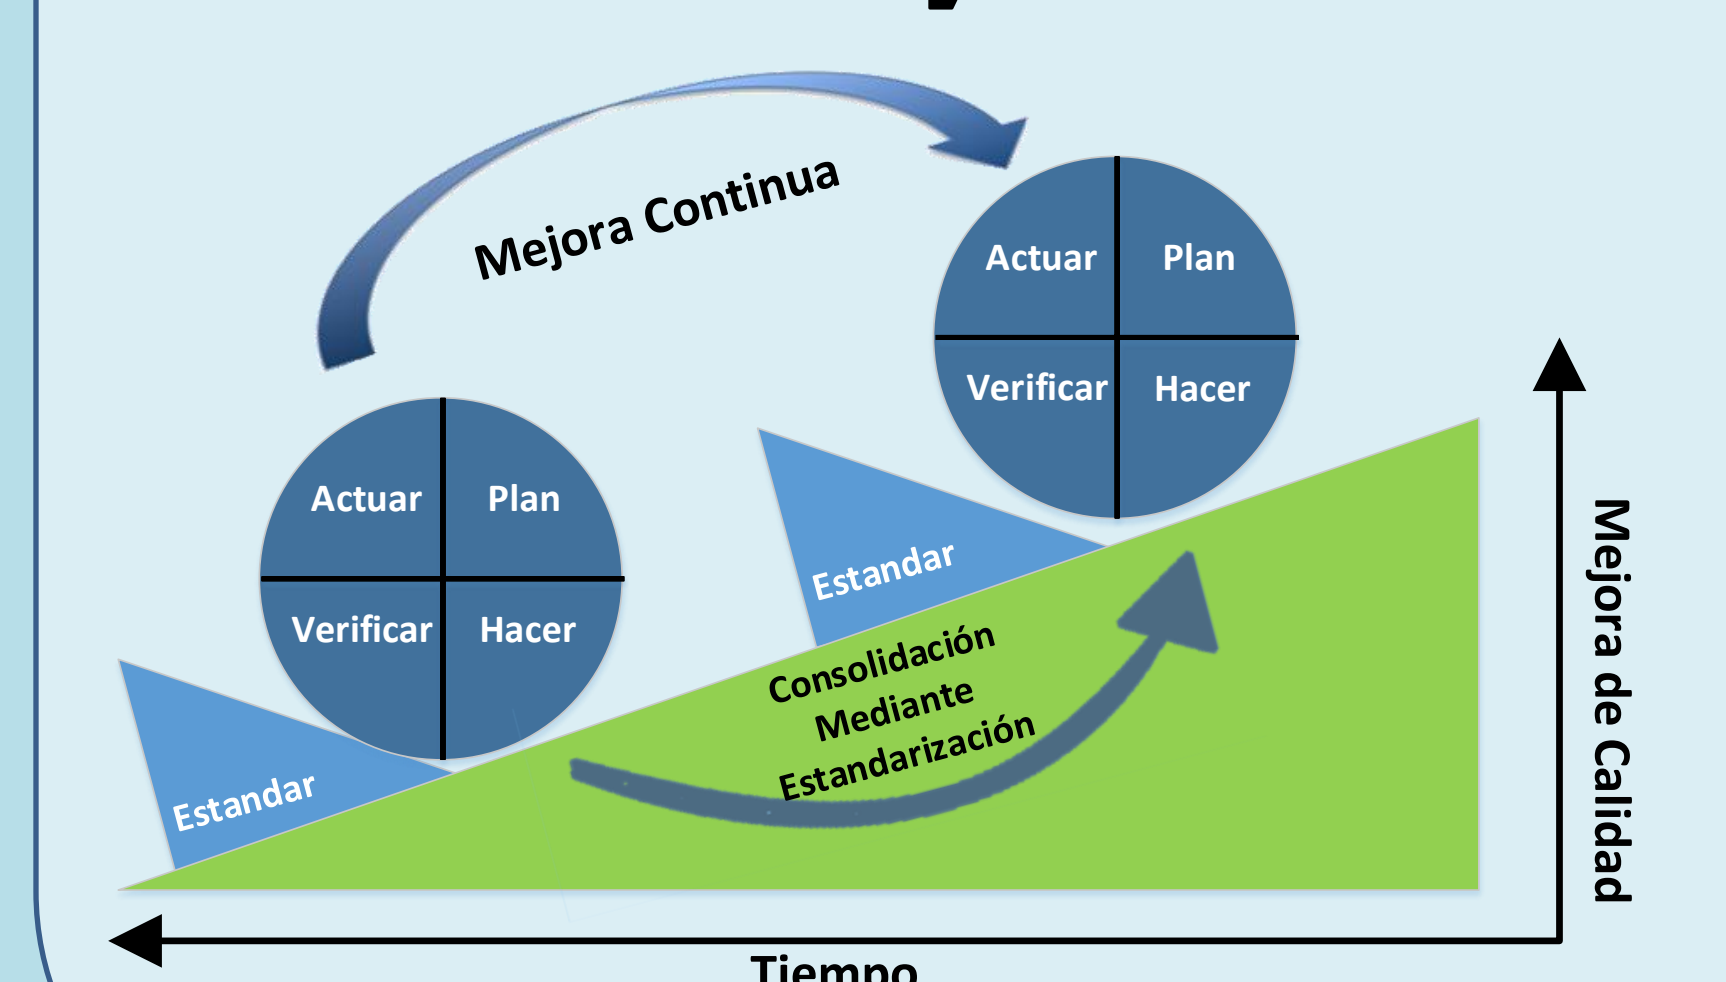 Mejora Continua
Actuar
Plan
Verificar
Hacer
Actuar
Plan
Verificar
Hacer
Estandar
Estandar
Consolidación
Mediante
Estandarización
Mejora de Calidad
Tiempo